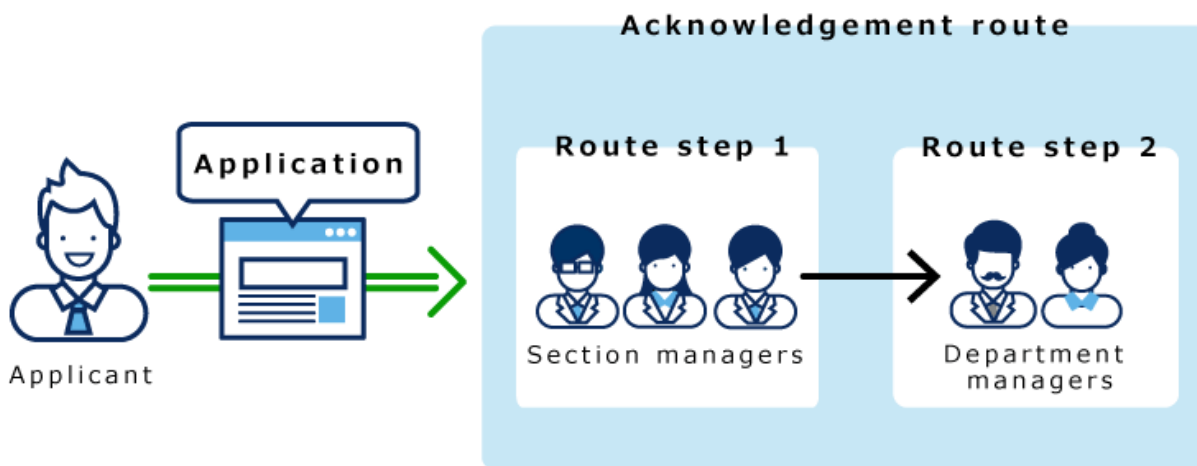 Acknowledgement route
Application
Route step 1
Route step 2
Applicant
Section managers
Department
managers